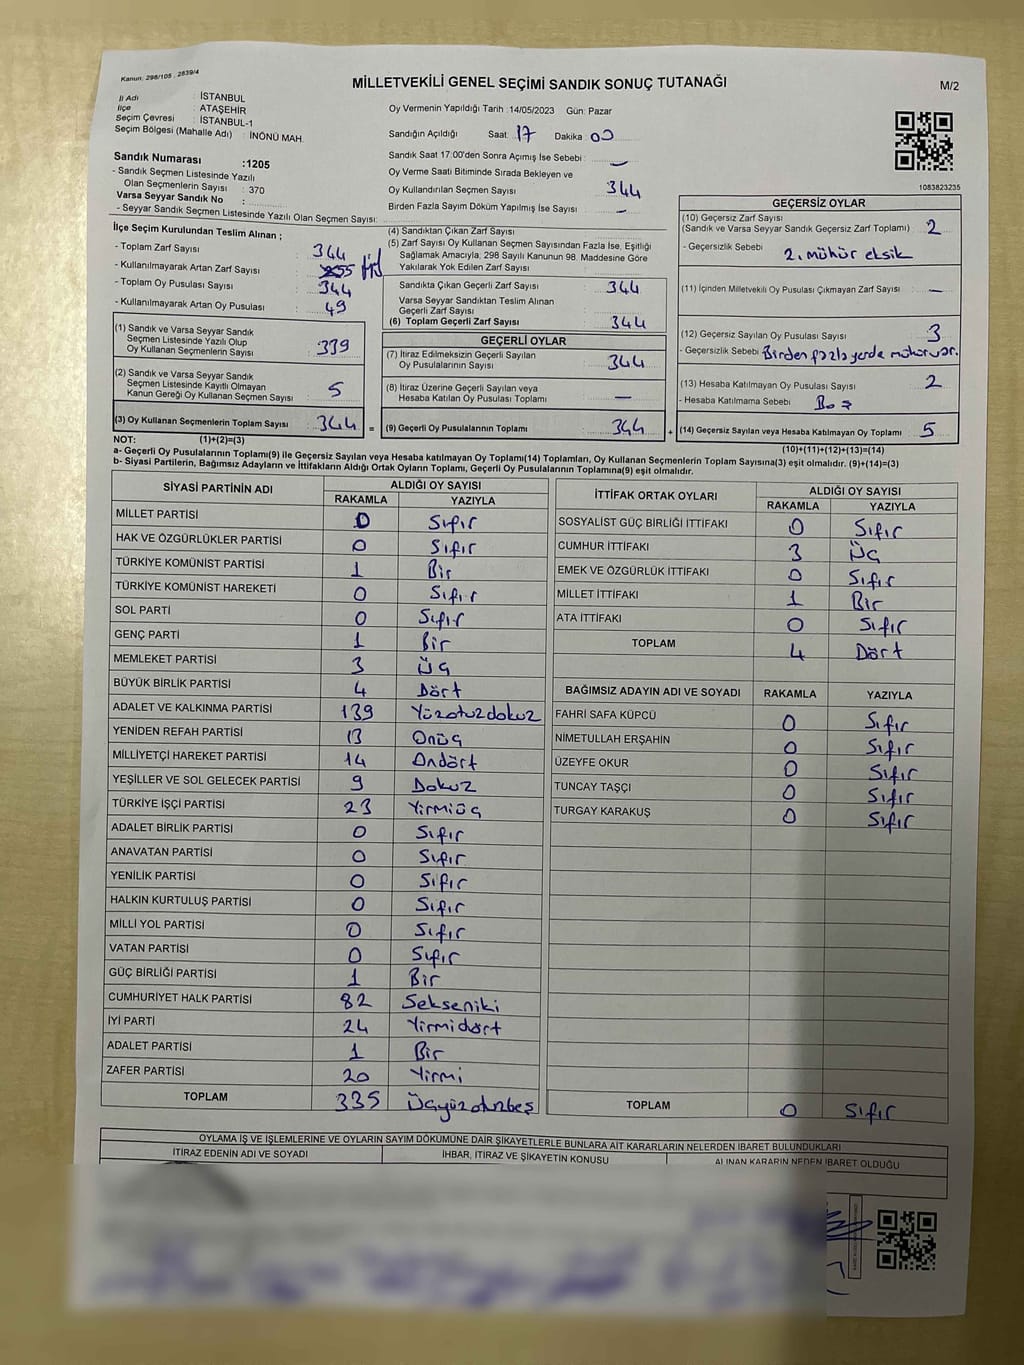 Kanun: 298/105 , 2839/4
MİLLETVEKİLİ GENEL SEÇİMİ SANDIK SONUÇ TUTANAĞI
M/2
İl Adı : İSTANBUL
İlçe : ATAŞEHİR
Seçim Çevresi : İSTANBUL-1
Seçim Bölgesi (Mahalle Adı) : İNÖNÜ MAH.
Oy Vermenin Yapıldığı Tarih :14/05/2023 Gün: Pazar
Sandığın Açıldığı Saat: 17 Dakika: 00
Sandık Saat 17:00'den Sonra Açımış İse Sebebi : —
Oy Verme Saati Bitiminde Sırada Bekleyen ve
Oy Kullandırılan Seçmen Sayısı : 344
Birden Fazla Sayım Döküm Yapılmış İse Sayısı : —
Sandık Numarası :1205
- Sandık Seçmen Listesinde Yazılı
Olan Seçmenlerin Sayısı : 370
Varsa Seyyar Sandık No :
- Seyyar Sandık Seçmen Listesinde Yazılı Olan Seçmen Sayısı:
1083823235
İlçe Seçim Kurulundan Teslim Alınan ;
- Toplam Zarf Sayısı : 344
- Kullanılmayarak Artan Zarf Sayısı :
- Toplam Oy Pusulası Sayısı : 344
- Kullanılmayarak Artan Oy Pusulası : 49
(1) Sandık ve Varsa Seyyar Sandık
Seçmen Listesinde Yazılı Olup
Oy Kullanan Seçmenlerin Sayısı : 339
(2) Sandık ve Varsa Seyyar Sandık
Seçmen Listesinde Kayıtlı Olmayan
Kanun Gereği Oy Kullanan Seçmen Sayısı : 5
(3) Oy Kullanan Seçmenlerin Toplam Sayısı : 344 =
(4) Sandıktan Çıkan Zarf Sayısı :
(5) Zarf Sayısı Oy Kullanan Seçmen Sayısından Fazla İse, Eşitliği
Sağlamak Amacıyla, 298 Sayılı Kanunun 98. Maddesine Göre
Yakılarak Yok Edilen Zarf Sayısı :
Sandıkta Çıkan Geçerli Zarf Sayısı : 344
Varsa Seyyar Sandıktan Teslim Alınan
Geçerli Zarf Sayısı :
(6) Toplam Geçerli Zarf Sayısı : 344
GEÇERLİ OYLAR
(7) İtiraz Edilmeksizin Geçerli Sayılan
Oy Pusulalarının Sayısı : 344
(8) İtiraz Üzerine Geçerli Sayılan veya
Hesaba Katılan Oy Pusulası Toplamı : —
(9) Geçerli Oy Pusulalarının Toplamı : 344 +
GEÇERSİZ OYLAR
(10) Geçersiz Zarf Sayısı
(Sandık ve Varsa Seyyar Sandık Geçersiz Zarf Toplamı) : 2
- Geçersizlik Sebebi : 2. mühür eksik
(11) İçinden Milletvekili Oy Pusulası Çıkmayan Zarf Sayısı : —
(12) Geçersiz Sayılan Oy Pusulası Sayısı : 3
- Geçersizlik Sebebi : Birden fazla yerde mühür var.
(13) Hesaba Katılmayan Oy Pusulası Sayısı : 2
- Hesaba Katılmama Sebebi : Boş
(14) Geçersiz Sayılan veya Hesaba Katılmayan Oy Toplamı : 5
NOT: (1)+(2)=(3)
(10)+(11)+(12)+(13)=(14)
a- Geçerli Oy Pusulalarının Toplamı(9) ile Geçersiz Sayılan veya Hesaba katılmayan Oy Toplamı(14) Toplamları, Oy Kullanan Seçmenlerin Toplam Sayısına(3) eşit olmalıdır. (9)+(14)=(3)
b- Siyasi Partilerin, Bağımsız Adayların ve İttifakların Aldığı Ortak Oyların Toplamı, Geçerli Oy Pusulalarının Toplamına(9) eşit olmalıdır.
SİYASİ PARTİNİN ADI ALDIĞI OY SAYISI
RAKAMLA YAZIYLA
MİLLET PARTİSİ 0 Sıfır
HAK VE ÖZGÜRLÜKLER PARTİSİ 0 Sıfır
TÜRKİYE KOMÜNİST PARTİSİ 1 Bir
TÜRKİYE KOMÜNİST HAREKETİ 0 Sıfır
SOL PARTİ 0 Sıfır
GENÇ PARTİ 1 Bir
MEMLEKET PARTİSİ 3 Üç
BÜYÜK BİRLİK PARTİSİ 4 Dört
ADALET VE KALKINMA PARTİSİ 139 Yüzotuzdokuz
YENİDEN REFAH PARTİSİ 13 Onüç
MİLLİYETÇİ HAREKET PARTİSİ 14 Ondört
YEŞİLLER VE SOL GELECEK PARTİSİ 9 Dokuz
TÜRKİYE İŞÇİ PARTİSİ 23 Yirmiüç
ADALET BİRLİK PARTİSİ 0 Sıfır
ANAVATAN PARTİSİ 0 Sıfır
YENİLİK PARTİSİ 0 Sıfır
HALKIN KURTULUŞ PARTİSİ 0 Sıfır
MİLLİ YOL PARTİSİ 0 Sıfır
VATAN PARTİSİ 0 Sıfır
GÜÇ BİRLİĞİ PARTİSİ 1 Bir
CUMHURİYET HALK PARTİSİ 82 Sekseniki
İYİ PARTİ 24 Yirmidört
ADALET PARTİSİ 1 Bir
ZAFER PARTİSİ 20 Yirmi
TOPLAM 335 Üçyüzotuzbeş
İTTİFAK ORTAK OYLARI ALDIĞI OY SAYISI
RAKAMLA YAZIYLA
SOSYALİST GÜÇ BİRLİĞİ İTTİFAKI 0 Sıfır
CUMHUR İTTİFAKI 3 Üç
EMEK VE ÖZGÜRLÜK İTTİFAKI 0 Sıfır
MİLLET İTTİFAKI 1 Bir
ATA İTTİFAKI 0 Sıfır
TOPLAM 4 Dört
BAĞIMSIZ ADAYIN ADI VE SOYADI RAKAMLA YAZIYLA
FAHRİ SAFA KÜPCÜ 0 Sıfır
NİMETULLAH ERŞAHİN 0 Sıfır
ÜZEYFE OKUR 0 Sıfır
TUNCAY TAŞÇI 0 Sıfır
TURGAY KARAKUŞ 0 Sıfır
TOPLAM 0 Sıfır
OYLAMA İŞ VE İŞLEMLERİNE VE OYLARIN SAYIM DÖKÜMÜNE DAİR ŞİKAYETLERLE BUNLARA AİT KARARLARIN NELERDEN İBARET BULUNDUKLARI
İTİRAZ EDENİN ADI VE SOYADI İHBAR, İTİRAZ VE ŞİKAYETİN KONUSU ALINAN KARARIN NEDEN İBARET OLDUĞU